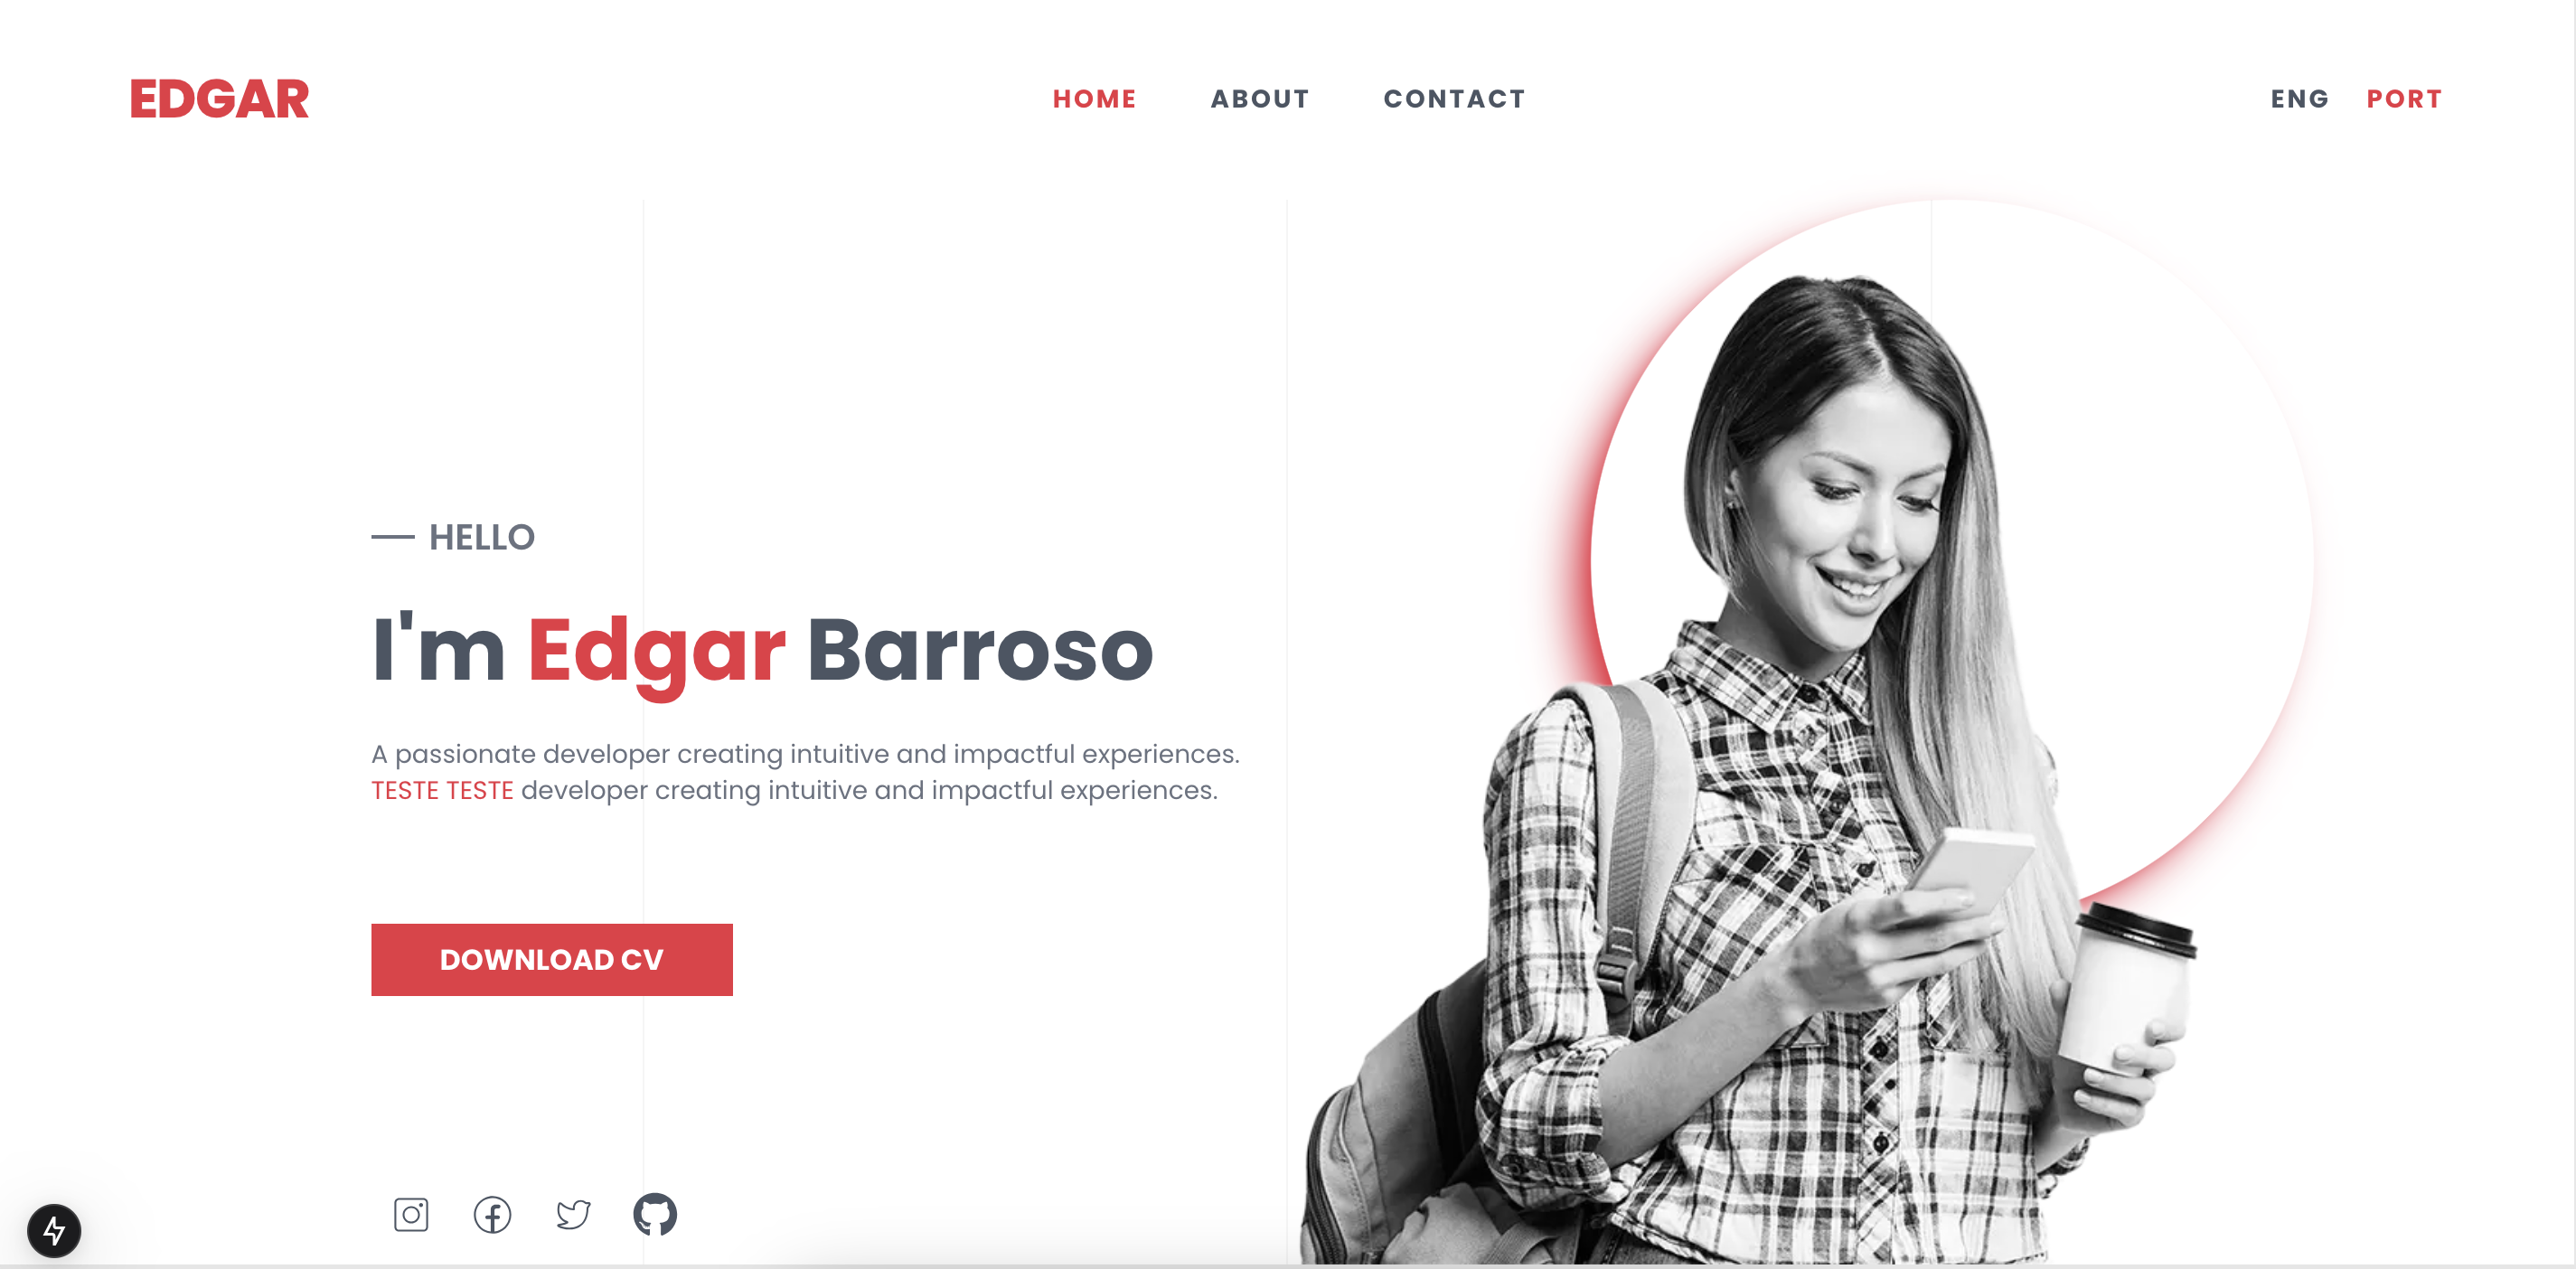 EDGAR
HOME ABOUT CONTACT
ENG PORT
HELLO
I'm Edgar Barroso
A passionate developer creating intuitive and impactful experiences.
TESTE TESTE developer creating intuitive and impactful experiences.
DOWNLOAD CV